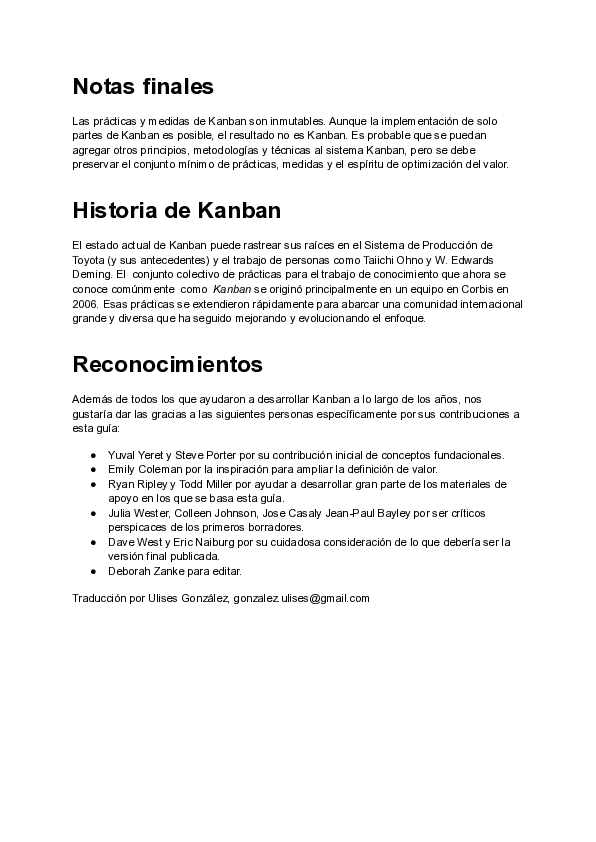 Notas finales
Las prácticas y medidas de Kanban son inmutables. Aunque la implementación de solo
partes de Kanban es posible, el resultado no es Kanban. Es probable que se puedan
agregar otros principios, metodologías y técnicas al sistema Kanban, pero se debe
preservar el conjunto mínimo de prácticas, medidas y el espíritu de optimización del valor.
Historia de Kanban
El estado actual de Kanban puede rastrear sus raíces en el Sistema de Producción de
Toyota (y sus antecedentes) y el trabajo de personas como Taiichi Ohno y W. Edwards
Deming. El conjunto colectivo de prácticas para el trabajo de conocimiento que ahora se
conoce comúnmente como Kanban se originó principalmente en un equipo en Corbis en
2006. Esas prácticas se extendieron rápidamente para abarcar una comunidad internacional
grande y diversa que ha seguido mejorando y evolucionando el enfoque.
Reconocimientos
Además de todos los que ayudaron a desarrollar Kanban a lo largo de los años, nos
gustaría dar las gracias a las siguientes personas específicamente por sus contribuciones a
esta guía:
● Yuval Yeret y Steve Porter por su contribución inicial de conceptos fundacionales.
● Emily Coleman por la inspiración para ampliar la definición de valor.
● Ryan Ripley y Todd Miller por ayudar a desarrollar gran parte de los materiales de
apoyo en los que se basa esta guía.
● Julia Wester, Colleen Johnson, Jose Casaly Jean-Paul Bayley por ser críticos
perspicaces de los primeros borradores.
● Dave West y Eric Naiburg por su cuidadosa consideración de lo que debería ser la
versión final publicada.
● Deborah Zanke para editar.
Traducción por Ulises González, gonzalez.ulises@gmail.com